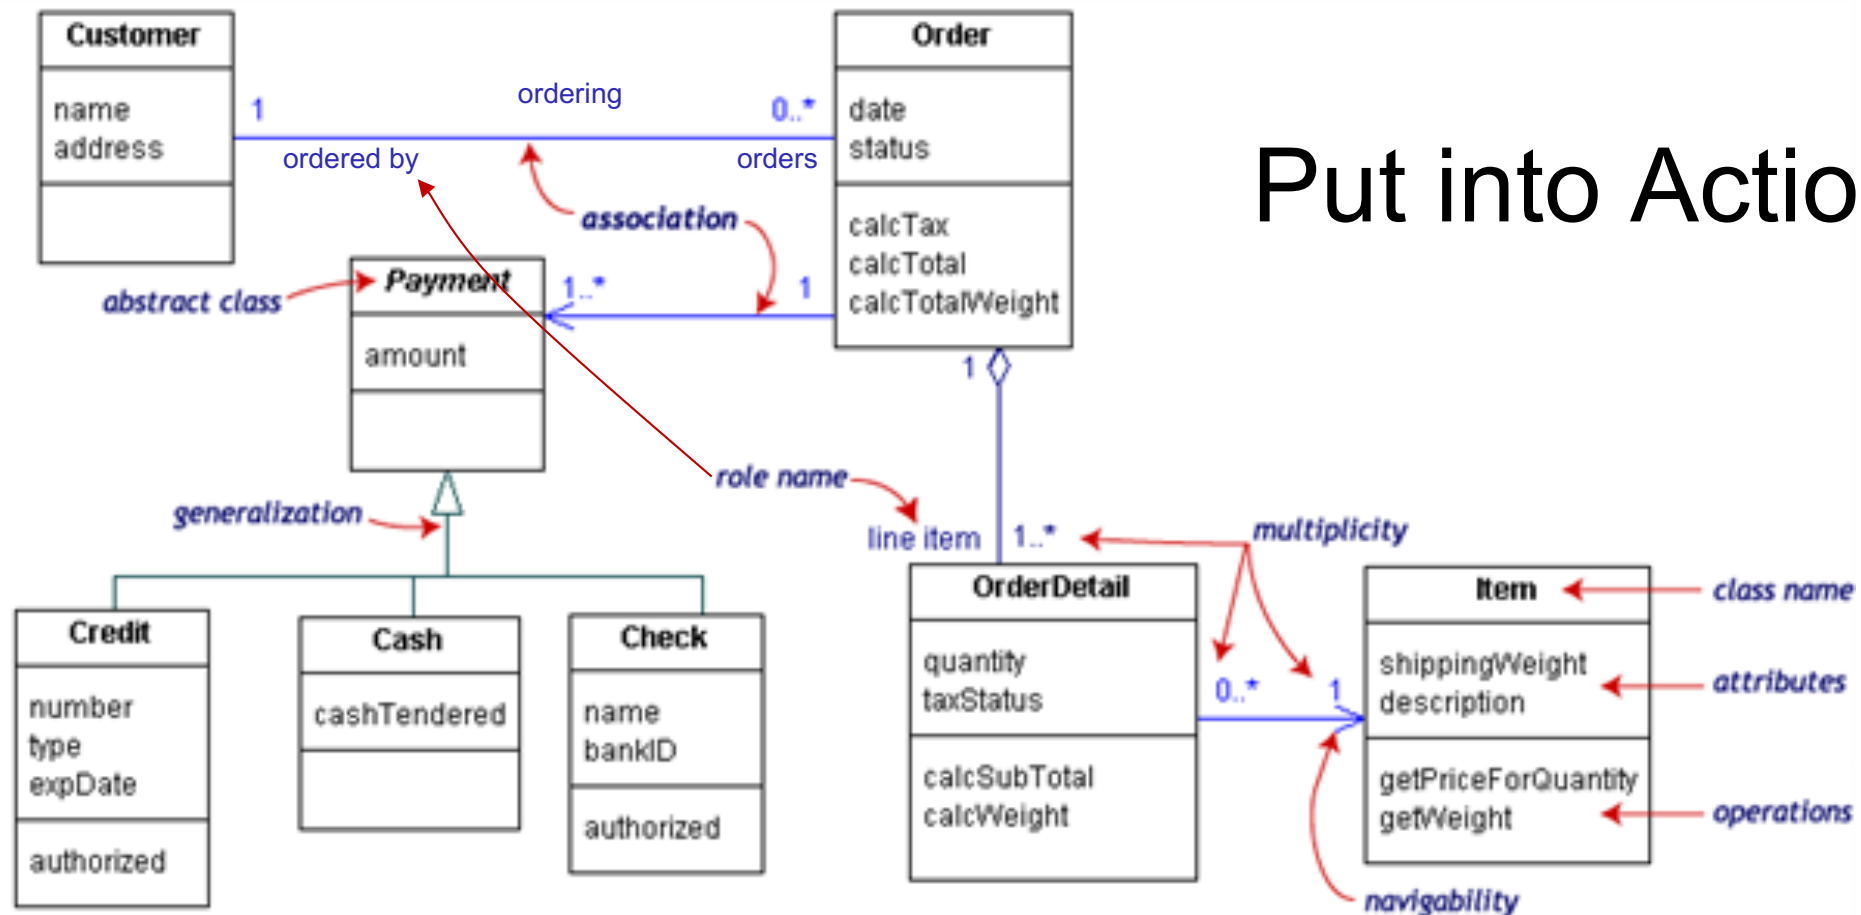 Customer
name
address
1
ordering
0..*
ordered by
orders
Order
date
status
calcTax
calcTotal
calcTotalWeight
Put into Actio
association
abstract class
Payment
amount
1..*
1
1
generalization
role name
line item
1..*
multiplicity
Credit
number
type
expDate
authorized
Cash
cashTendered
Check
name
bankID
authorized
OrderDetail
quantity
taxStatus
calcSubTotal
calcWeight
0..*
1
Item
shippingWeight
description
getPriceForQuantity
getWeight
class name
attributes
operations
navigability